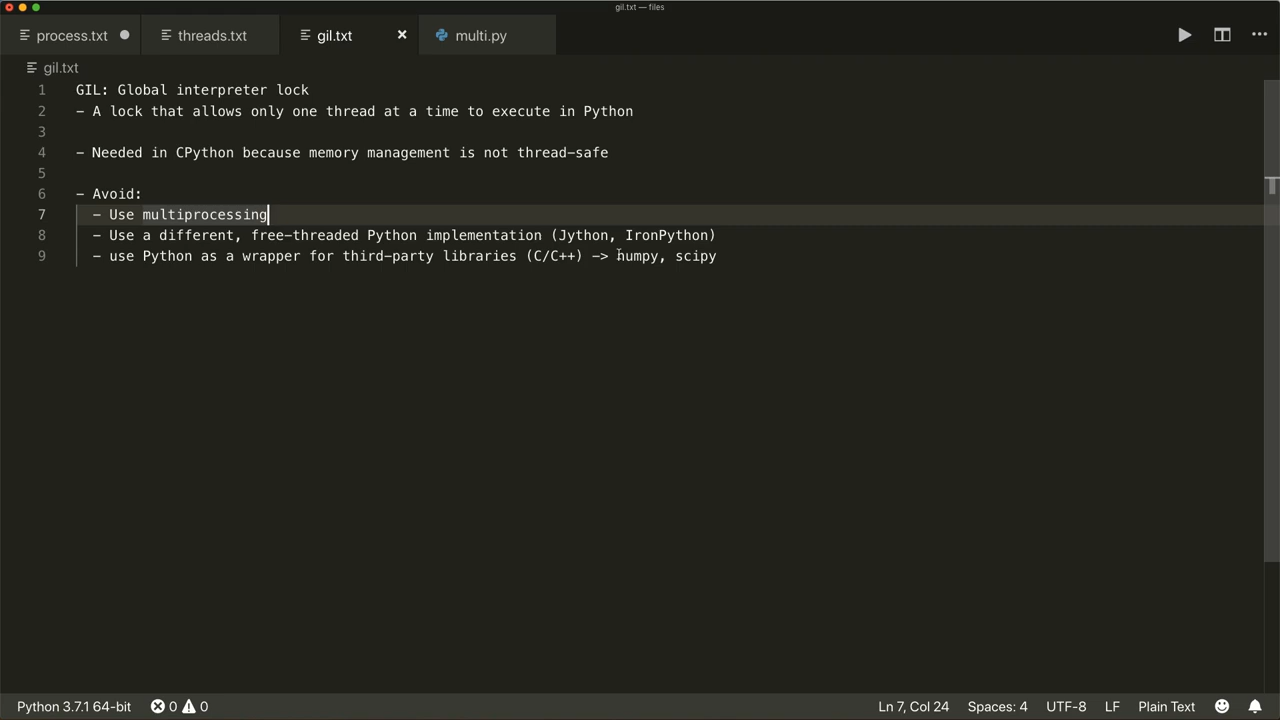 gil.txt — files
process.txt
threads.txt
gil.txt
multi.py
gil.txt
1 GIL: Global interpreter lock
2 - A lock that allows only one thread at a time to execute in Python
3
4 - Needed in CPython because memory management is not thread-safe
5
6 - Avoid:
7 - Use multiprocessing
8 - Use a different, free-threaded Python implementation (Jython, IronPython)
9 - use Python as a wrapper for third-party libraries (C/C++) -> numpy, scipy
Python 3.7.1 64-bit 0 0 Ln 7, Col 24 Spaces: 4 UTF-8 LF Plain Text